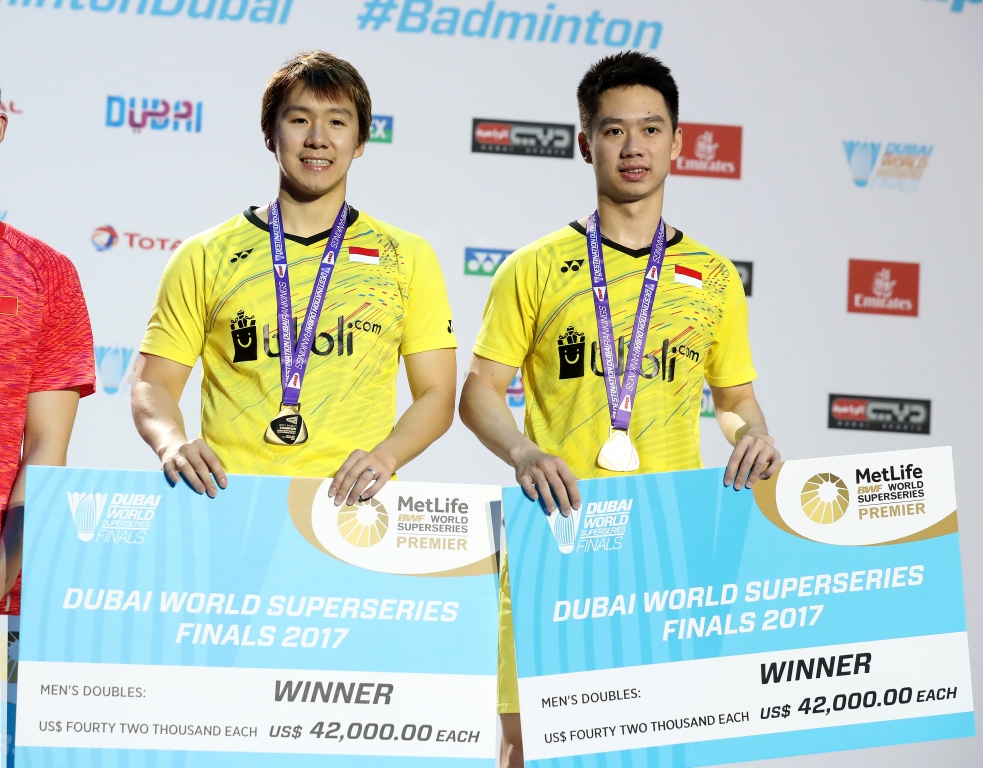 mintonDubai
#Badminton
DUBAI
Emirates
DUBAI
WORLD
FINALS
TOTAL
YONEX
Emirates
blibli.com
blibli.com
DUBAI
WORLD
SUPERSERIES
FINALS
MetLife
BWF WORLD
SUPERSERIES
PREMIER
DUBAI WORLD SUPERSERIES
FINALS 2017
MEN'S DOUBLES:
WINNER
US$ FOURTY TWO THOUSAND EACH
US$ 42,000.00 EACH
DUBAI
WORLD
SUPERSERIES
FINALS
MetLife
BWF WORLD
SUPERSERIES
PREMIER
DUBAI WORLD SUPERSERIES
FINALS 2017
MEN'S DOUBLES:
WINNER
US$ FOURTY TWO THOUSAND EACH
US$ 42,000.00 EACH